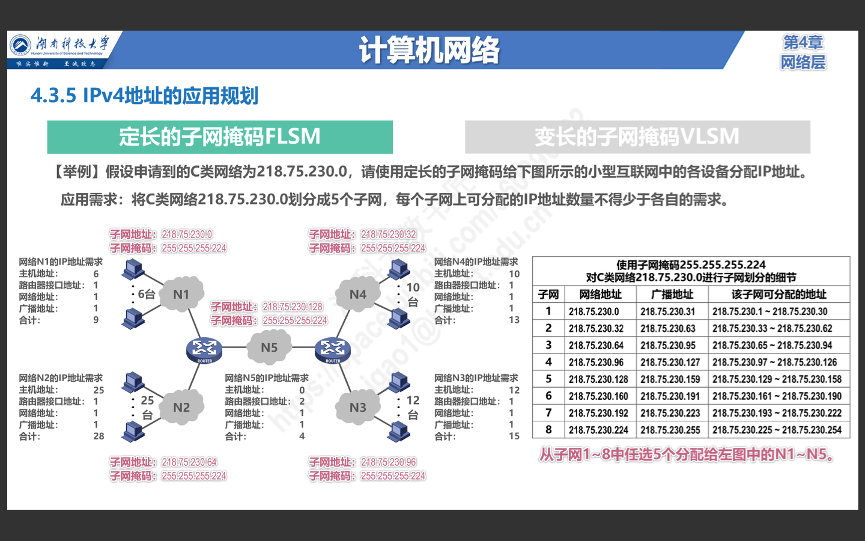 湖南科技大学
Hunan University of Science and Technology
唯实惟新 至诚致志
计算机网络
第4章
网络层
4.3.5 IPv4地址的应用规划
定长的子网掩码FLSM
变长的子网掩码VLSM
【举例】假设申请到的C类网络为218.75.230.0，请使用定长的子网掩码给下图所示的小型互联网中的各设备分配IP地址。
应用需求：将C类网络218.75.230.0划分成5个子网，每个子网上可分配的IP地址数量不得少于各自的需求。
子网地址：218.75.230.0
子网掩码：255.255.255.224
子网地址：218.75.230.32
子网掩码：255.255.255.224
网络N1的IP地址需求
主机地址： 6
路由器接口地址： 1
网络地址： 1
广播地址： 1
合计： 9
6台
N1
子网地址：218.75.230.128
子网掩码：255.255.255.224
N4
10
台
网络N4的IP地址需求
主机地址： 10
路由器接口地址： 1
网络地址： 1
广播地址： 1
合计： 13
ROUTER
N5
ROUTER
网络N2的IP地址需求
主机地址： 25
路由器接口地址： 1
网络地址： 1
广播地址： 1
合计： 28
25
台
N2
网络N5的IP地址需求
主机地址： 0
路由器接口地址： 2
网络地址： 1
广播地址： 1
合计： 4
N3
12
台
网络N3的IP地址需求
主机地址： 12
路由器接口地址： 1
网络地址： 1
广播地址： 1
合计： 15
子网地址：218.75.230.64
子网掩码：255.255.255.224
子网地址：218.75.230.96
子网掩码：255.255.255.224
使用子网掩码255.255.255.224
对C类网络218.75.230.0进行子网划分的细节
子网 网络地址 广播地址 该子网可分配的地址
1 218.75.230.0 218.75.230.31 218.75.230.1 ~ 218.75.230.30
2 218.75.230.32 218.75.230.63 218.75.230.33 ~ 218.75.230.62
3 218.75.230.64 218.75.230.95 218.75.230.65 ~ 218.75.230.94
4 218.75.230.96 218.75.230.127 218.75.230.97 ~ 218.75.230.126
5 218.75.230.128 218.75.230.159 218.75.230.129 ~ 218.75.230.158
6 218.75.230.160 218.75.230.191 218.75.230.161 ~ 218.75.230.190
7 218.75.230.192 218.75.230.223 218.75.230.193 ~ 218.75.230.222
8 218.75.230.224 218.75.230.255 218.75.230.225 ~ 218.75.230.254
从子网1~8中任选5个分配给左图中的N1~N5。